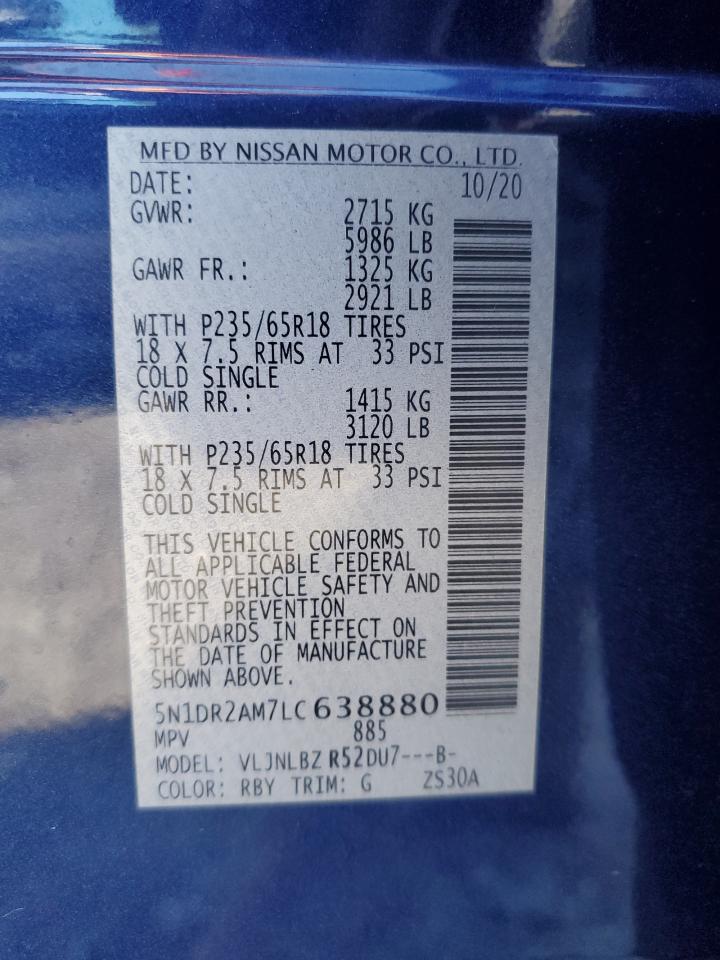 MFD BY NISSAN MOTOR CO., LTD.
DATE: 10/20
GVWR: 2715 KG
5986 LB
GAWR FR.: 1325 KG
2921 LB
WITH P235/65R18 TIRES
18 X 7.5 RIMS AT 33 PSI
COLD SINGLE
GAWR RR.: 1415 KG
3120 LB
WITH P235/65R18 TIRES
18 X 7.5 RIMS AT 33 PSI
COLD SINGLE
THIS VEHICLE CONFORMS TO
ALL APPLICABLE FEDERAL
MOTOR VEHICLE SAFETY AND
THEFT PREVENTION
STANDARDS IN EFFECT ON
THE DATE OF MANUFACTURE
SHOWN ABOVE.
5N1DR2AM7LC638880
MPV 885
MODEL: VLJNLBZ R52DU7---B-
COLOR: RBY TRIM: G ZS30A